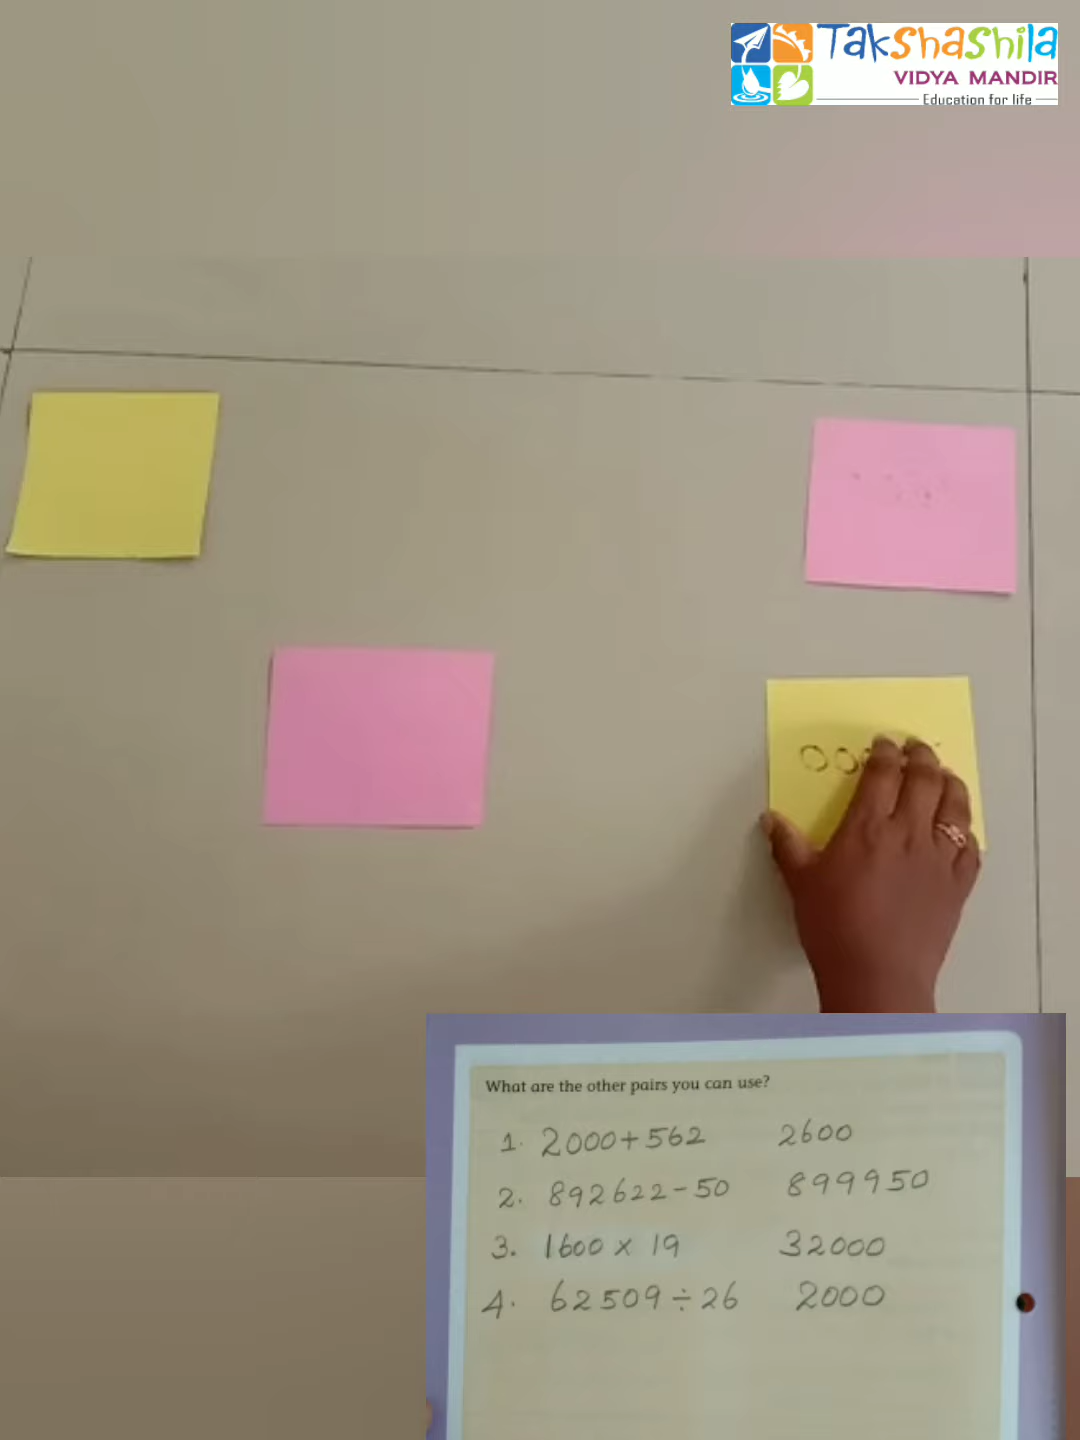 Takshashila
VIDYA MANDIR
Education for life
What are the other pairs you can use?
1. 2000+562 2600
2. 892622-50 899950
3. 1600 x 19 32000
4. 62509÷26 2000